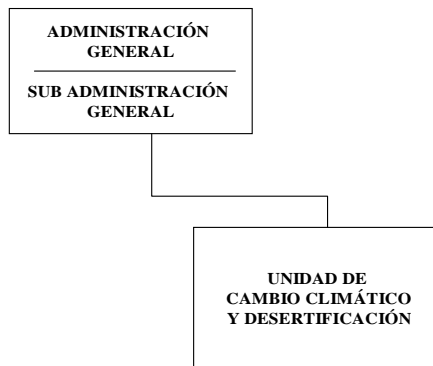 ADMINISTRACIÓN
GENERAL
SUB ADMINISTRACIÓN
GENERAL
UNIDAD DE
CAMBIO CLIMÁTICO
Y DESERTIFICACIÓN